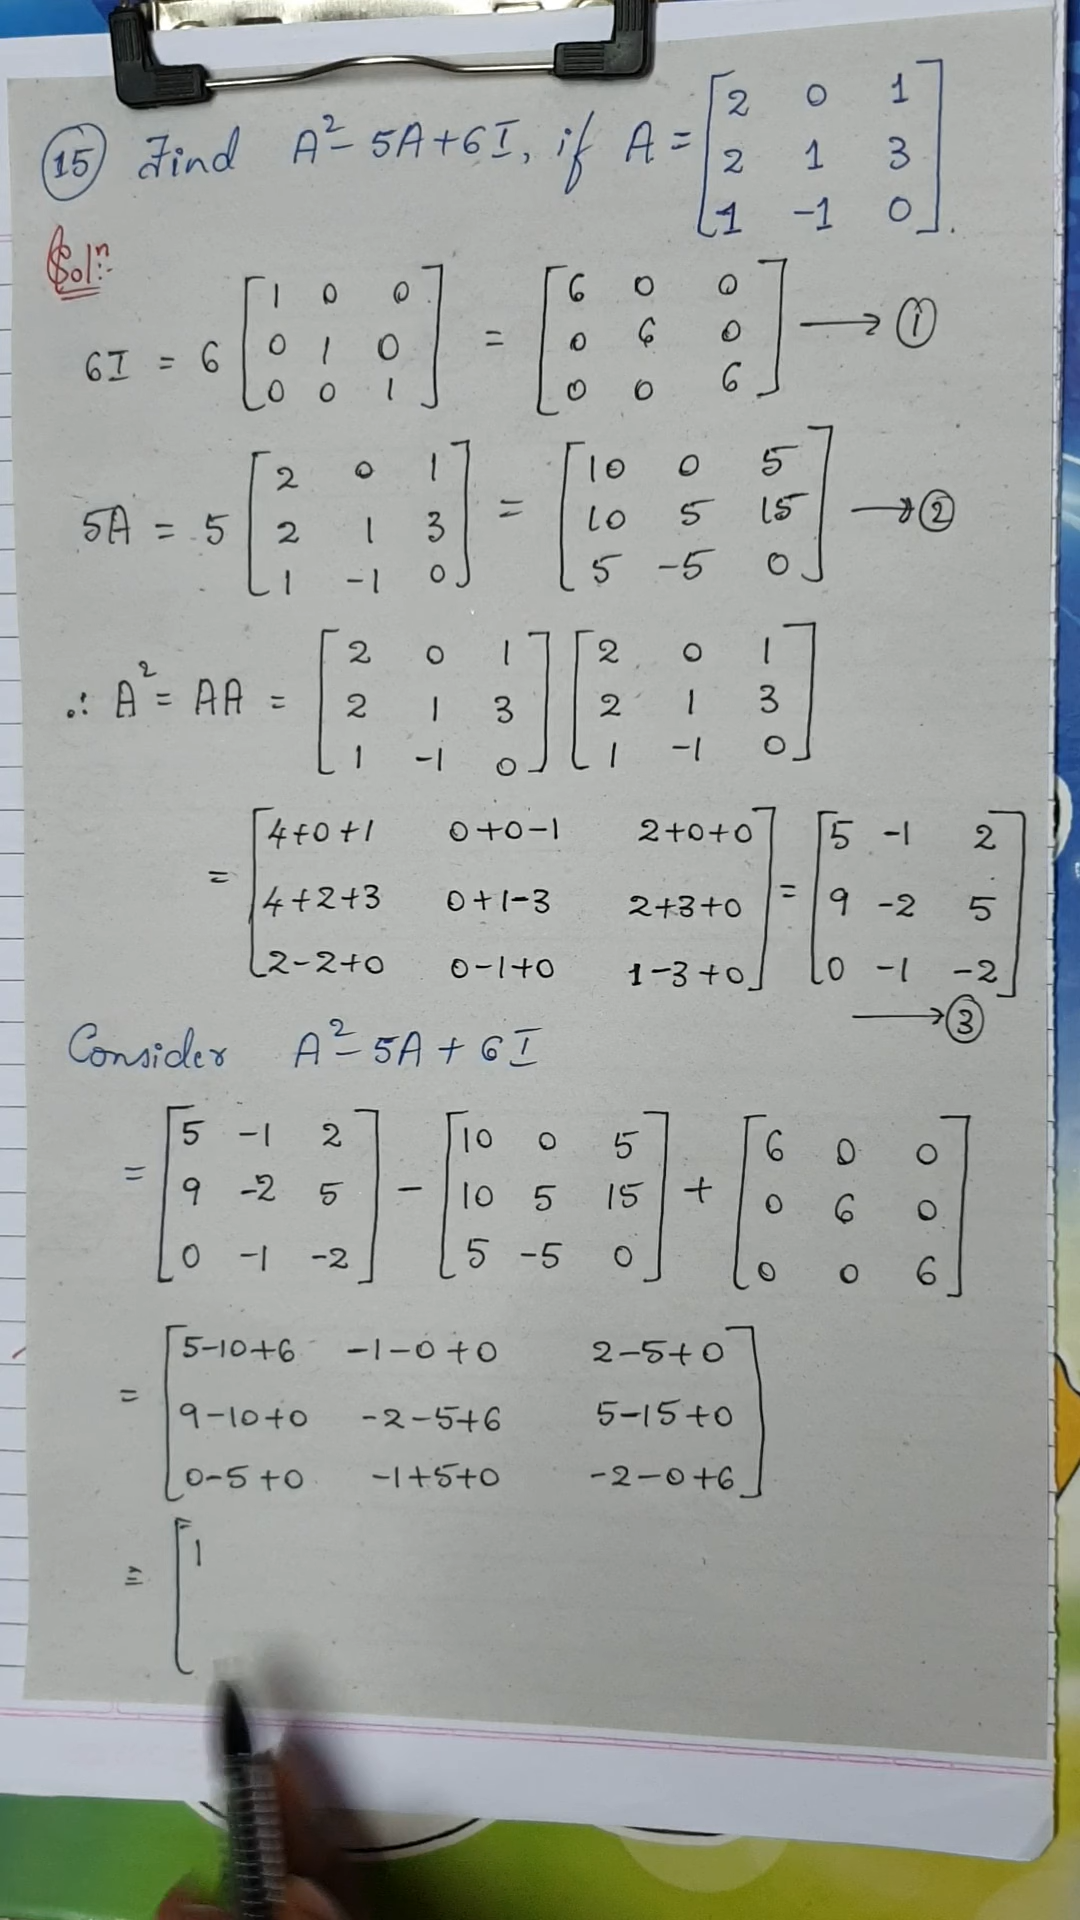 15 Find A² - 5A + 6I, if A = [2 0 1
2 1 3
1 -1 0].
Solⁿ:-
6I = 6 [1 0 0; 0 1 0; 0 0 1] = [6 0 0; 0 6 0; 0 0 6] → ①
5A = 5 [2 0 1; 2 1 3; 1 -1 0] = [10 0 5; 10 5 15; 5 -5 0] → ②
∴ A² = AA = [2 0 1; 2 1 3; 1 -1 0] [2 0 1; 2 1 3; 1 -1 0]
= [4+0+1 0+0-1 2+0+0; 4+2+3 0+1-3 2+3+0; 2-2+0 0-1+0 1-3+0] = [5 -1 2; 9 -2 5; 0 -1 -2]
→ ③
Consider A² - 5A + 6I
= [5 -1 2; 9 -2 5; 0 -1 -2] - [10 0 5; 10 5 15; 5 -5 0] + [6 0 0; 0 6 0; 0 0 6]
= [5-10+6 -1-0+0 2-5+0; 9-10+0 -2-5+6 5-15+0; 0-5+0 -1+5+0 -2-0+6]
= [1